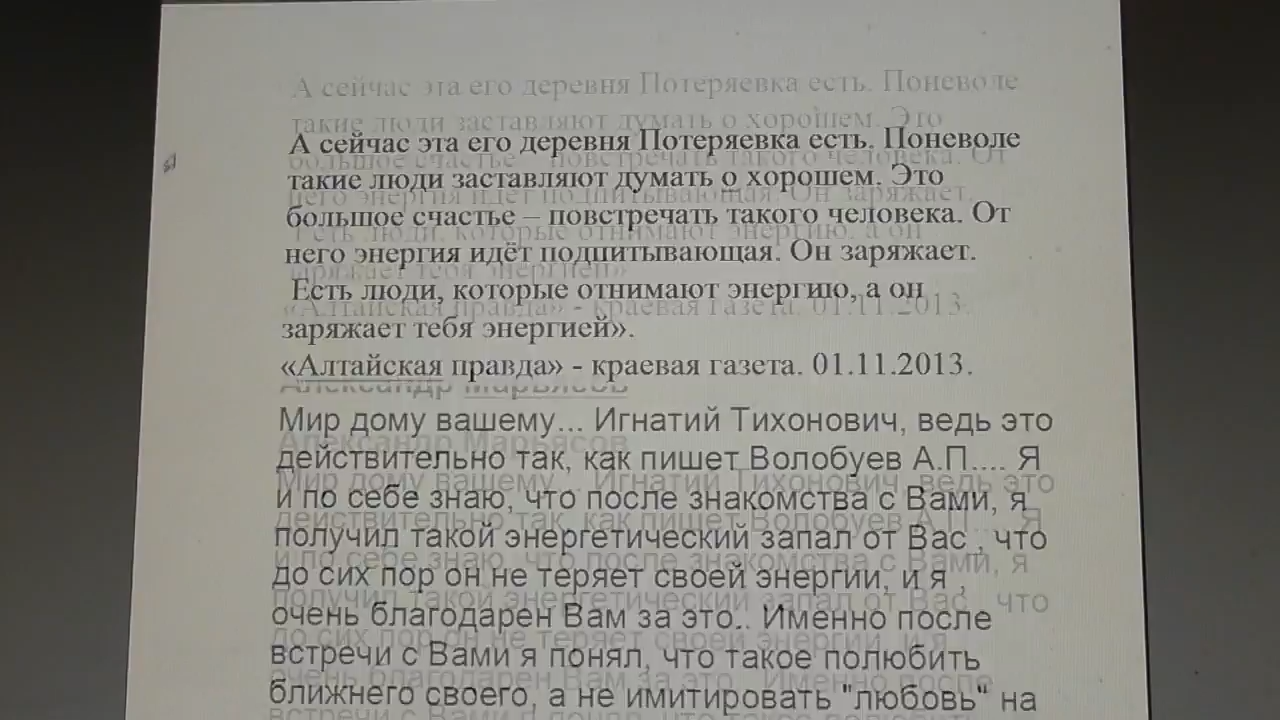 А сейчас эта его деревня Потеряевка есть. Поневоле
такие люди заставляют думать о хорошем. Это
большое счастье – повстречать такого человека. От
него энергия идёт подпитывающая. Он заряжает.
Есть люди, которые отнимают энергию, а он
заряжает тебя энергией».
«Алтайская правда» - краевая газета. 01.11.2013.
Александр Марьясов
Мир дому вашему... Игнатий Тихонович, ведь это
действительно так, как пишет Волобуев А.П.... Я
и по себе знаю, что после знакомства с Вами, я
получил такой энергетический запал от Вас , что
до сих пор он не теряет своей энергии, и я ,
очень благодарен Вам за это.. Именно после
встречи с Вами я понял, что такое полюбить
ближнего своего, а не имитировать "любовь" на